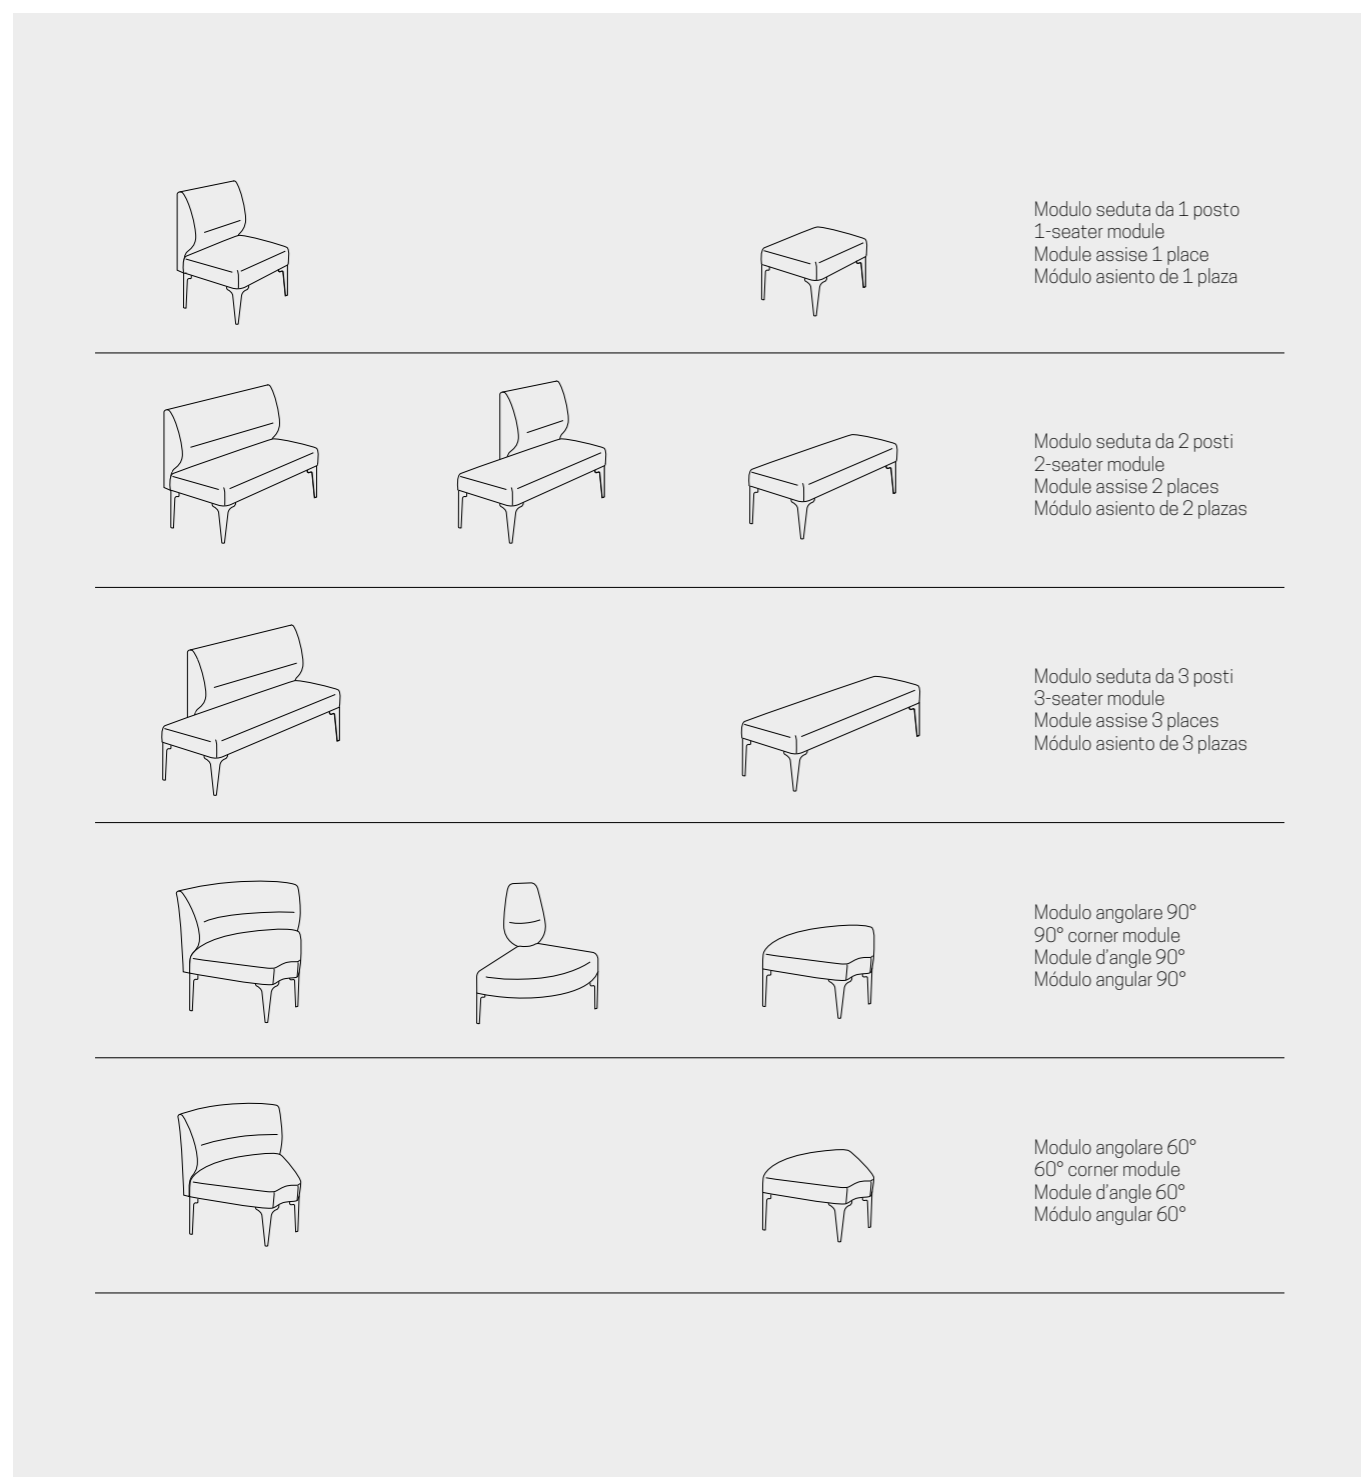 Modulo seduta da 1 posto
1-seater module
Module assise 1 place
Módulo asiento de 1 plaza
Modulo seduta da 2 posti
2-seater module
Module assise 2 places
Módulo asiento de 2 plazas
Modulo seduta da 3 posti
3-seater module
Module assise 3 places
Módulo asiento de 3 plazas
Modulo angolare 90°
90° corner module
Module d'angle 90°
Módulo angular 90°
Modulo angolare 60°
60° corner module
Module d'angle 60°
Módulo angular 60°